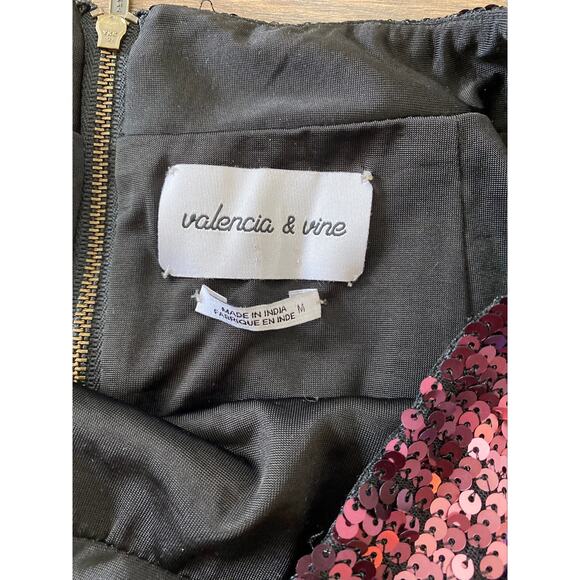 valencia & vine
MADE IN INDIA
FABRIQUE EN INDE M